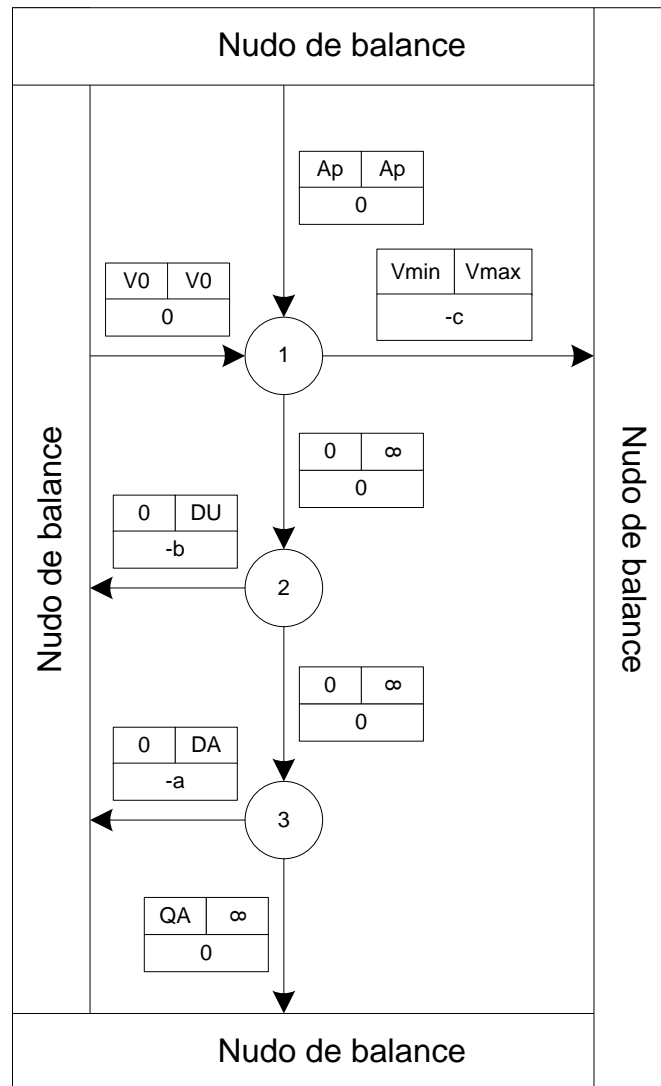 Nudo de balance
Ap Ap
0
V0 V0
0
Vmin Vmax
-c
1
0 ∞
0
Nudo de balance
Nudo de balance
0 DU
-b
2
0 ∞
0
0 DA
-a
3
QA ∞
0
Nudo de balance